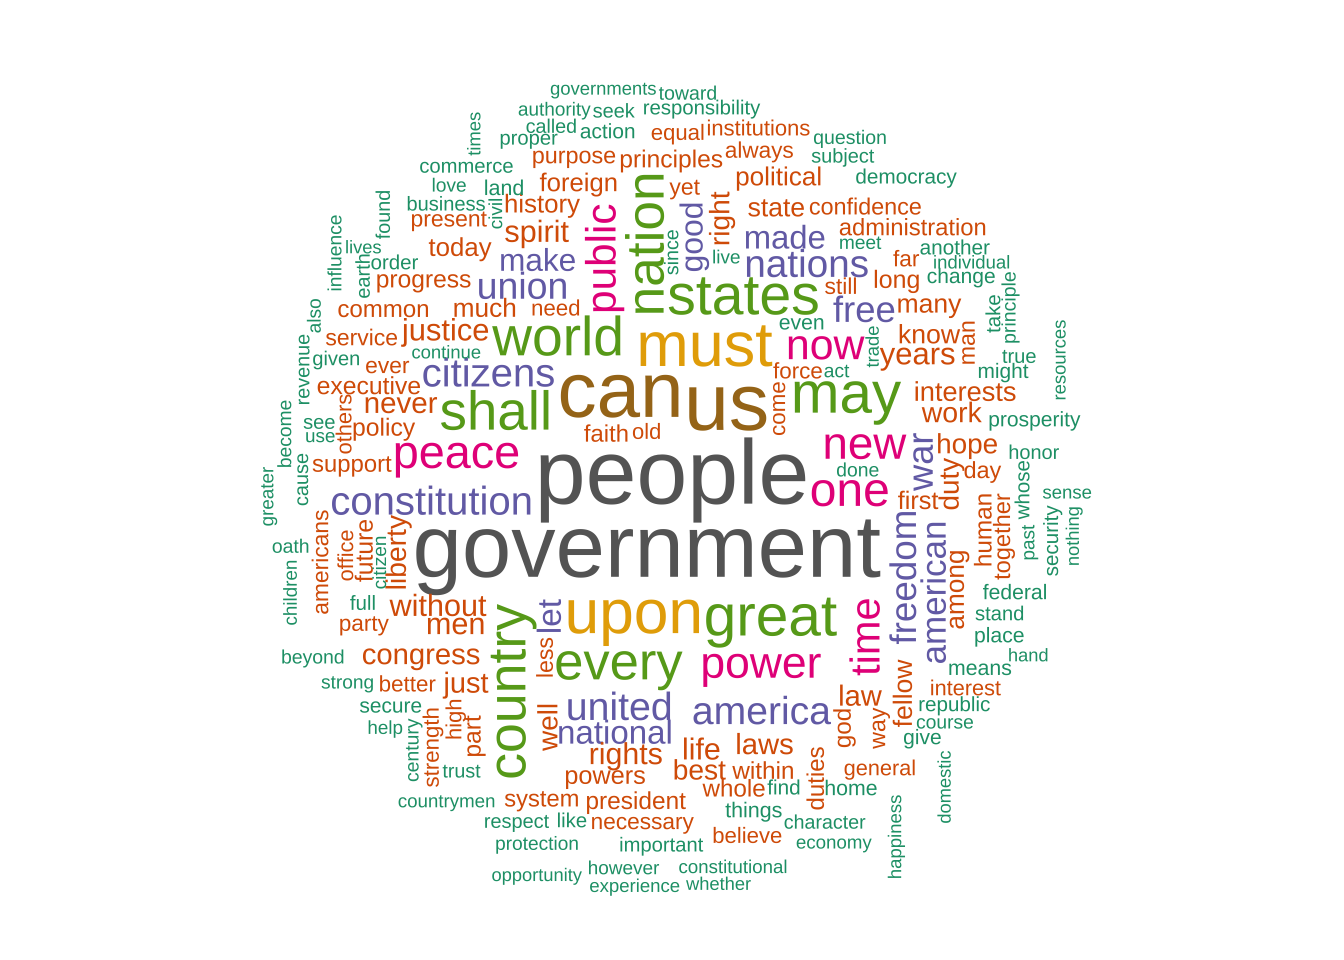 governments
toward
authority
seek
responsibility
times
called
proper
action
equal
institutions
question
commerce
purpose
principles
always
subject
love
land
foreign
yet
political
democracy
found
business
civil
history
nation
right
state
confidence
present
spirit
public
good
made
administration
influence
lives
today
make
since
live
meet
another
earth
order
nations
far
individual
progress
union
states
still
long
change
also
common
much
need
free
many
take
principle
revenue
service
justice
world
must
even
now
trade
know
man
resources
given
continue
years
true
ever
citizens
can
us
force
act
may
might
executive
come
interests
become
see
use
others
never
shall
work
prosperity
policy
faith
old
new
war
hope
honor
greater
cause
support
peace
people
done
one
duty
day
whose
sense
constitution
first
oath
americans
office
future
citizen
liberty
government
freedom
american
among
human
together
past
security
nothing
children
full
without
let
upon
great
time
federal
party
men
country
stand
place
beyond
congress
less
every
power
means
hand
strong
better
just
law
fellow
interest
secure
united
america
god
way
republic
course
help
century
strength
high
part
well
national
give
rights
life
laws
trust
powers
best
within
duties
general
domestic
countrymen
system
president
whole
find
home
happiness
things
respect
like
necessary
character
protection
important
believe
economy
opportunity
however
constitutional
experience
whether